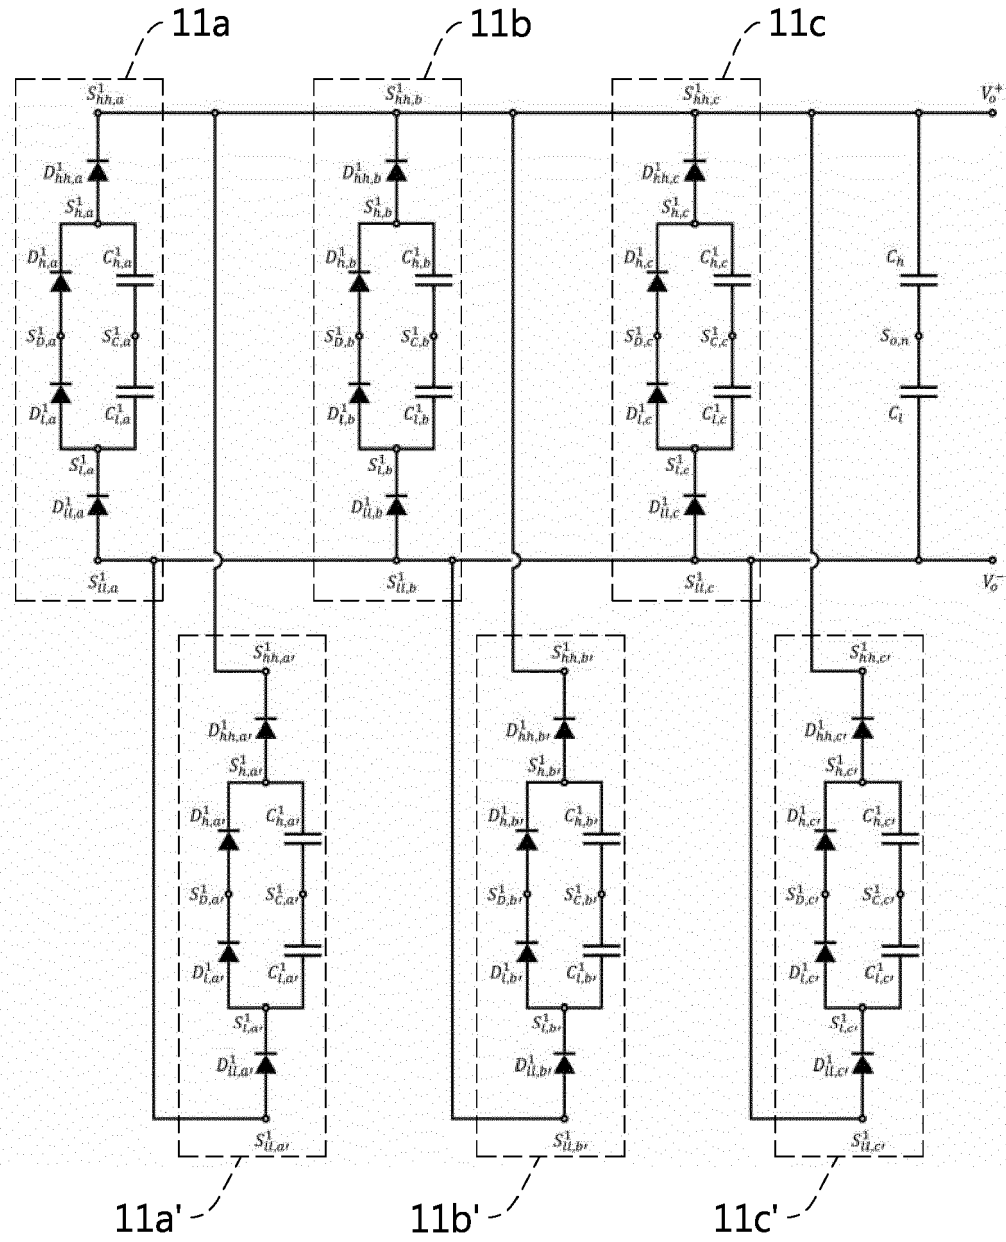 11a 11b 11c
S¹hh,a S¹hh,b S¹hh,c Vo⁺
D¹hh,a D¹hh,b D¹hh,c
S¹h,a S¹h,b S¹h,c
D¹h,a C¹h,a D¹h,b C¹h,b D¹h,c C¹h,c Ch
S¹D,a S¹C,a S¹D,b S¹C,b S¹D,c S¹C,c So,n
D¹l,a C¹l,a D¹l,b C¹l,b D¹l,c C¹l,c Cl
S¹l,a S¹l,b S¹l,c
D¹ll,a D¹ll,b D¹ll,c
S¹ll,a S¹ll,b S¹ll,c Vo⁻
S¹hh,a′ S¹hh,b′ S¹hh,c′
D¹hh,a′ D¹hh,b′ D¹hh,c′
S¹h,a′ S¹h,b′ S¹h,c′
D¹h,a′ C¹h,a′ D¹h,b′ C¹h,b′ D¹h,c′ C¹h,c′
S¹D,a′ S¹C,a′ S¹D,b′ S¹C,b′ S¹D,c′ S¹C,c′
D¹l,a′ C¹l,a′ D¹l,b′ C¹l,b′ D¹l,c′ C¹l,c′
S¹l,a′ S¹l,b′ S¹l,c′
D¹ll,a′ D¹ll,b′ D¹ll,c′
S¹ll,a′ S¹ll,b′ S¹ll,c′
11a' 11b' 11c'